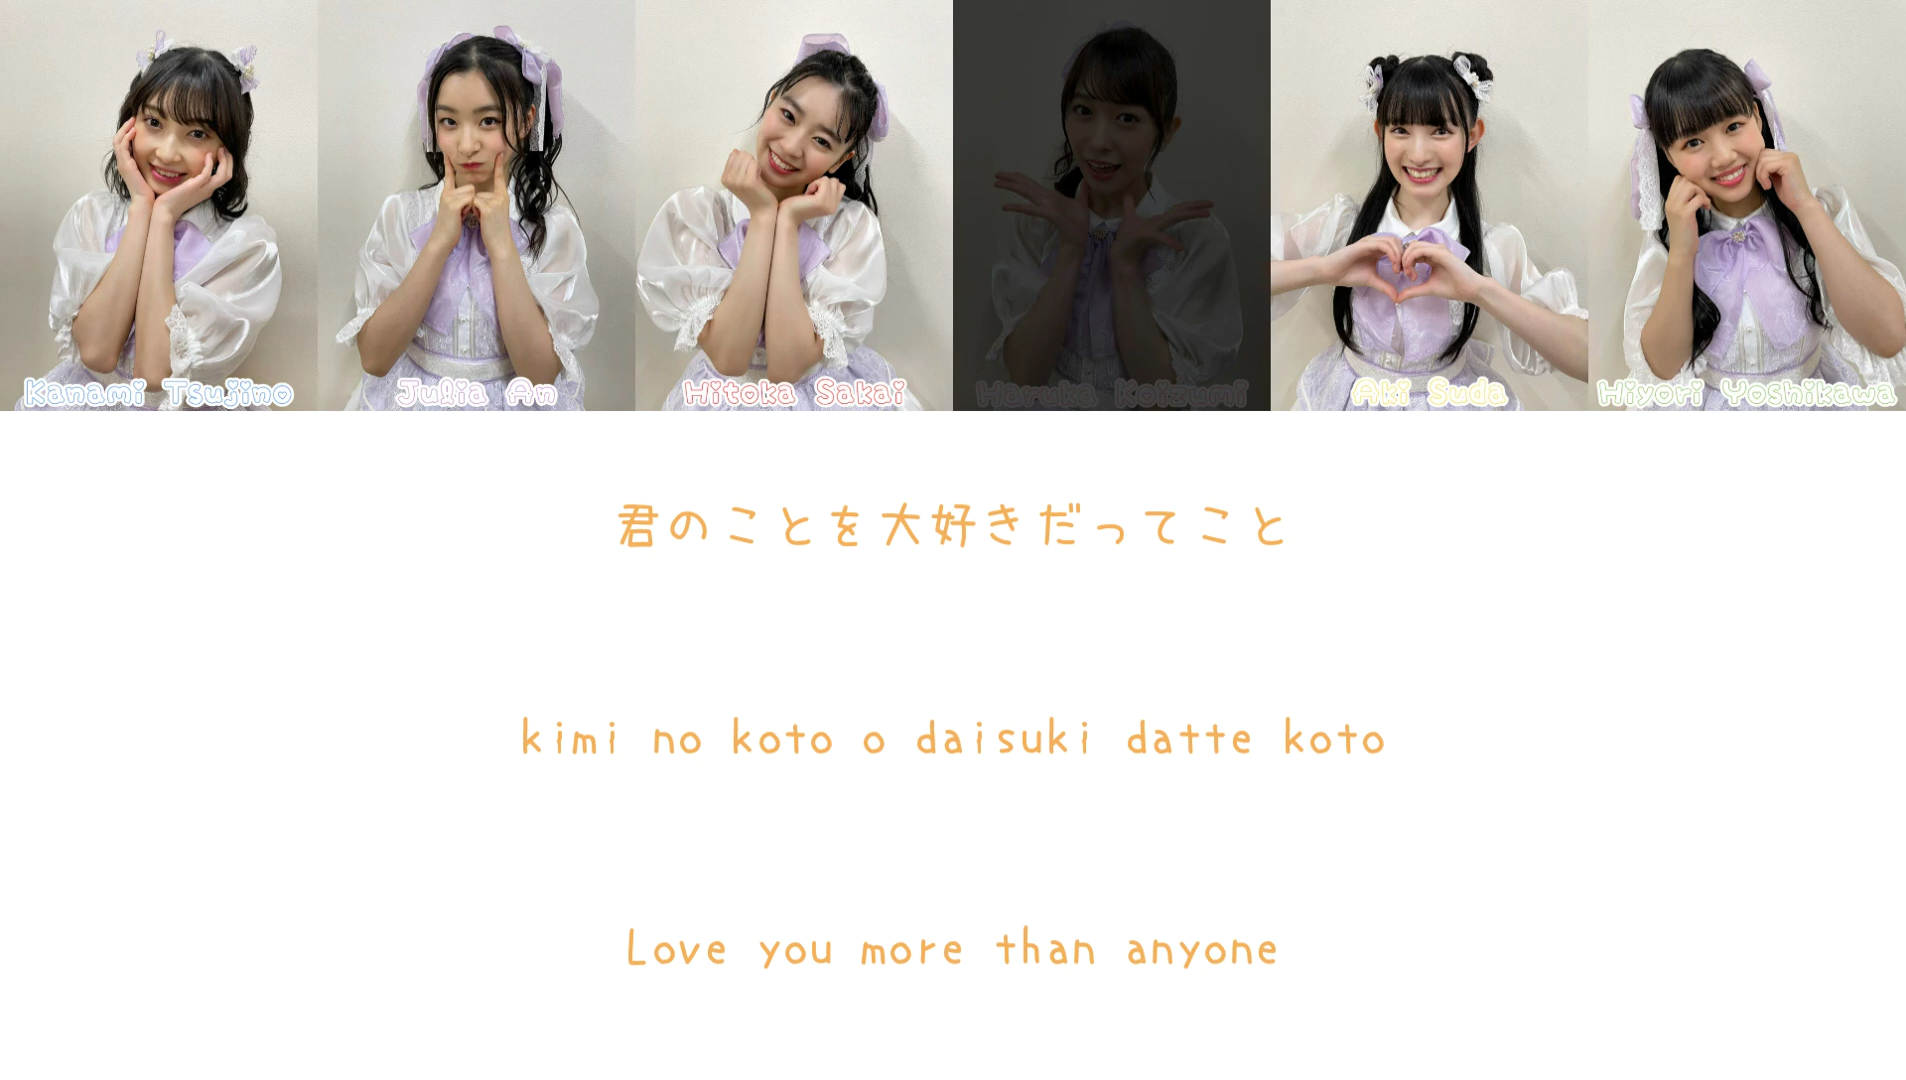 Kanami Tsujino
Julia An
Hitoka Sakai
Haruka Koizumi
Aki Suda
Hiyori Yoshikawa
君のことを大好きだってこと
kimi no koto o daisuki datte koto
Love you more than anyone